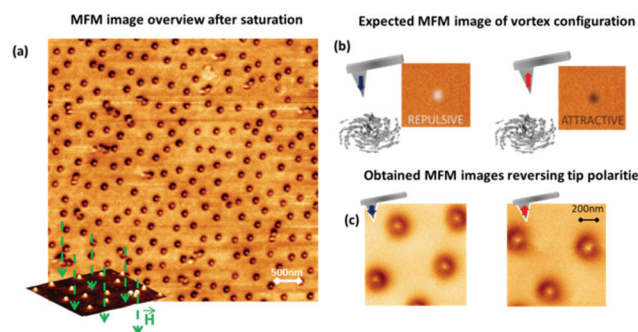 MFM image overview after saturation
(a)
500nm
H
Expected MFM image of vortex configuration
(b)
REPULSIVE
ATTRACTIVE
Obtained MFM images reversing tip polarities
(c)
200nm